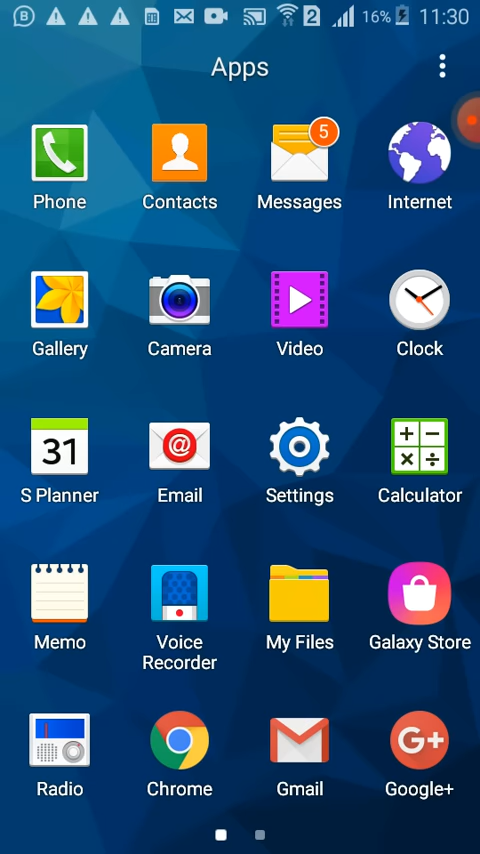 2 16% 11:30
Apps
5
Phone Contacts Messages Internet
Gallery Camera Video Clock
31
S Planner Email Settings Calculator
Memo Voice Recorder My Files Galaxy Store
G+
Radio Chrome Gmail Google+